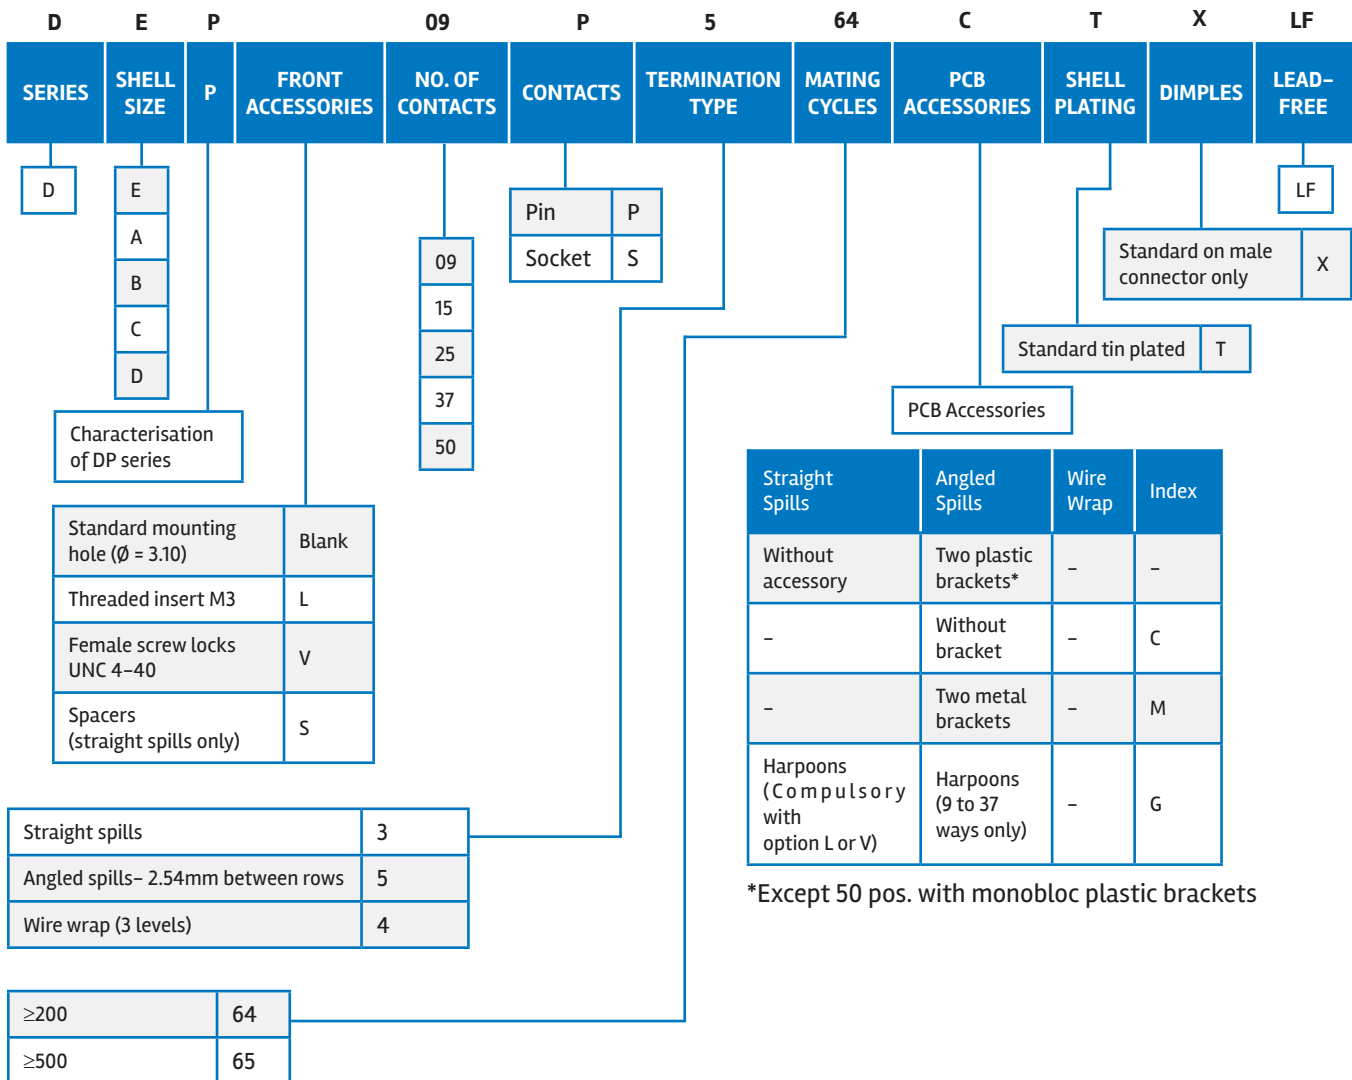 D E P 09 P 5 64 C T X LF
SERIES
SHELL
SIZE
P
FRONT
ACCESSORIES
NO. OF
CONTACTS
CONTACTS
TERMINATION
TYPE
MATING
CYCLES
PCB
ACCESSORIES
SHELL
PLATING
DIMPLES
LEAD-
FREE
D
E
A
B
C
D
Characterisation
of DP series
Standard mounting
hole (Ø = 3.10)
Blank
Threaded insert M3
L
Female screw locks
UNC 4-40
V
Spacers
(straight spills only)
S
09
15
25
37
50
Pin P
Socket S
Straight spills 3
Angled spills- 2.54mm between rows 5
Wire wrap (3 levels) 4
≥200 64
≥500 65
PCB Accessories
Standard tin plated T
Standard on male
connector only
X
LF
Straight
Spills
Angled
Spills
Wire
Wrap
Index
Without
accessory
Two plastic
brackets*
–
–
–
Without
bracket
–
C
–
Two metal
brackets
–
M
Harpoons
(Compulsory
with
option L or V)
Harpoons
(9 to 37
ways only)
–
G
*Except 50 pos. with monobloc plastic brackets